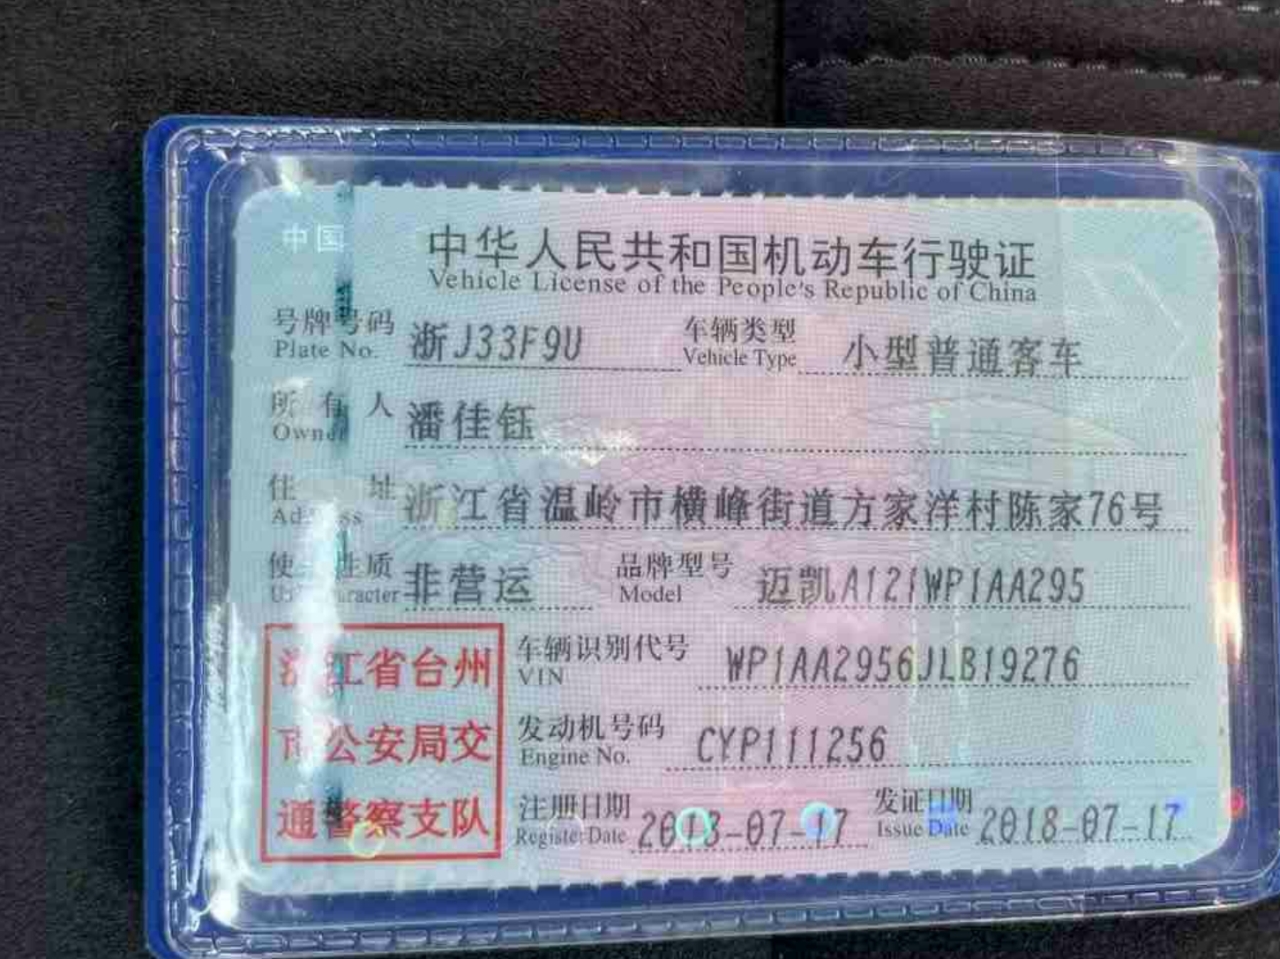 中国
中华人民共和国机动车行驶证
Vehicle License of the People's Republic of China
号牌号码 浙J33F9U 车辆类型 小型普通客车
Plate No. Vehicle Type
所有人 潘佳钰
Owner
住址 浙江省温岭市横峰街道方家洋村陈家76号
Address
使 性质 非营运 品牌型号 迈凯A121WP1AA295
Character Model
浙江省台州
市公安局交
通警察支队
车辆识别代号 WP1AA2956JLB19276
VIN
发动机号码 CYP111256
Engine No.
注册日期 2018-07-17 发证日期 2018-07-17
Register Date Issue Date